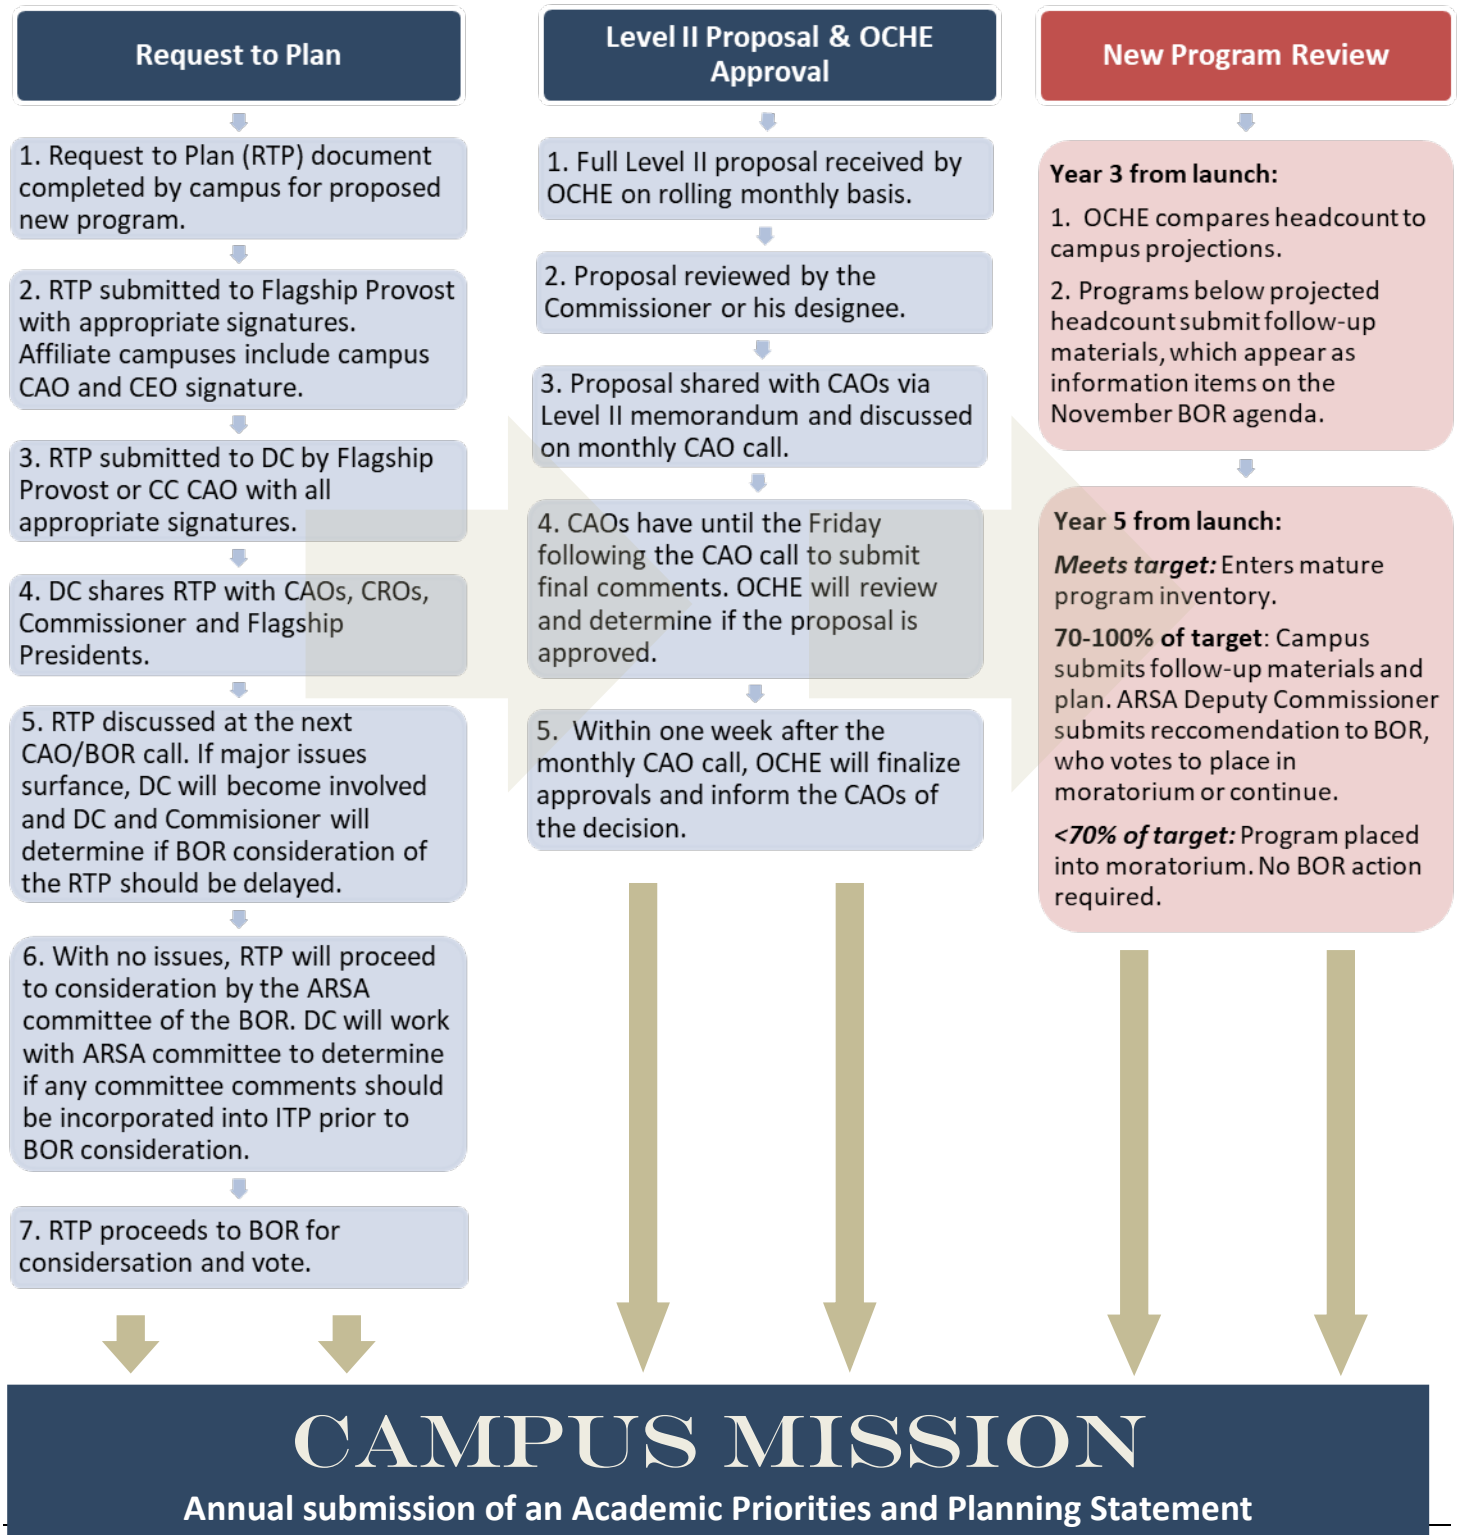 Request to Plan
1. Request to Plan (RTP) document
completed by campus for proposed
new program.
2. RTP submitted to Flagship Provost
with appropriate signatures.
Affiliate campuses include campus
CAO and CEO signature.
3. RTP submitted to DC by Flagship
Provost or CC CAO with all
appropriate signatures.
4. DC shares RTP with CAOs, CROs,
Commissioner and Flagship
Presidents.
5. RTP discussed at the next
CAO/BOR call. If major issues
surfance, DC will become involved
and DC and Commisioner will
determine if BOR consideration of
the RTP should be delayed.
6. With no issues, RTP will proceed
to consideration by the ARSA
committee of the BOR. DC will work
with ARSA committee to determine
if any committee comments should
be incorporated into ITP prior to
BOR consideration.
7. RTP proceeds to BOR for
considersation and vote.
Level II Proposal & OCHE
Approval
1. Full Level II proposal received by
OCHE on rolling monthly basis.
2. Proposal reviewed by the
Commissioner or his designee.
3. Proposal shared with CAOs via
Level II memorandum and discussed
on monthly CAO call.
4. CAOs have until the Friday
following the CAO call to submit
final comments. OCHE will review
and determine if the proposal is
approved.
5. Within one week after the
monthly CAO call, OCHE will finalize
approvals and inform the CAOs of
the decision.
New Program Review
Year 3 from launch:
1. OCHE compares headcount to
campus projections.
2. Programs below projected
headcount submit follow-up
materials, which appear as
information items on the
November BOR agenda.
Year 5 from launch:
Meets target: Enters mature
program inventory.
70-100% of target: Campus
submits follow-up materials and
plan. ARSA Deputy Commissioner
submits reccomendation to BOR,
who votes to place in
moratorium or continue.
<70% of target: Program placed
into moratorium. No BOR action
required.
CAMPUS MISSION
Annual submission of an Academic Priorities and Planning Statement